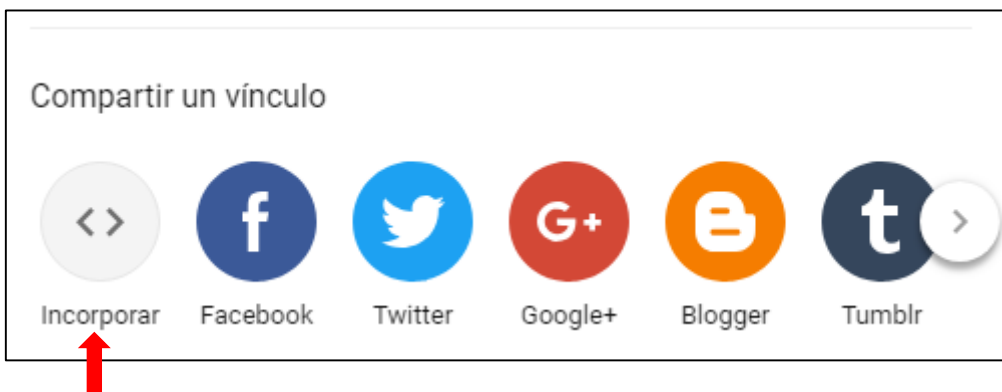 Compartir un vínculo
Incorporar Facebook Twitter Google+ Blogger Tumblr